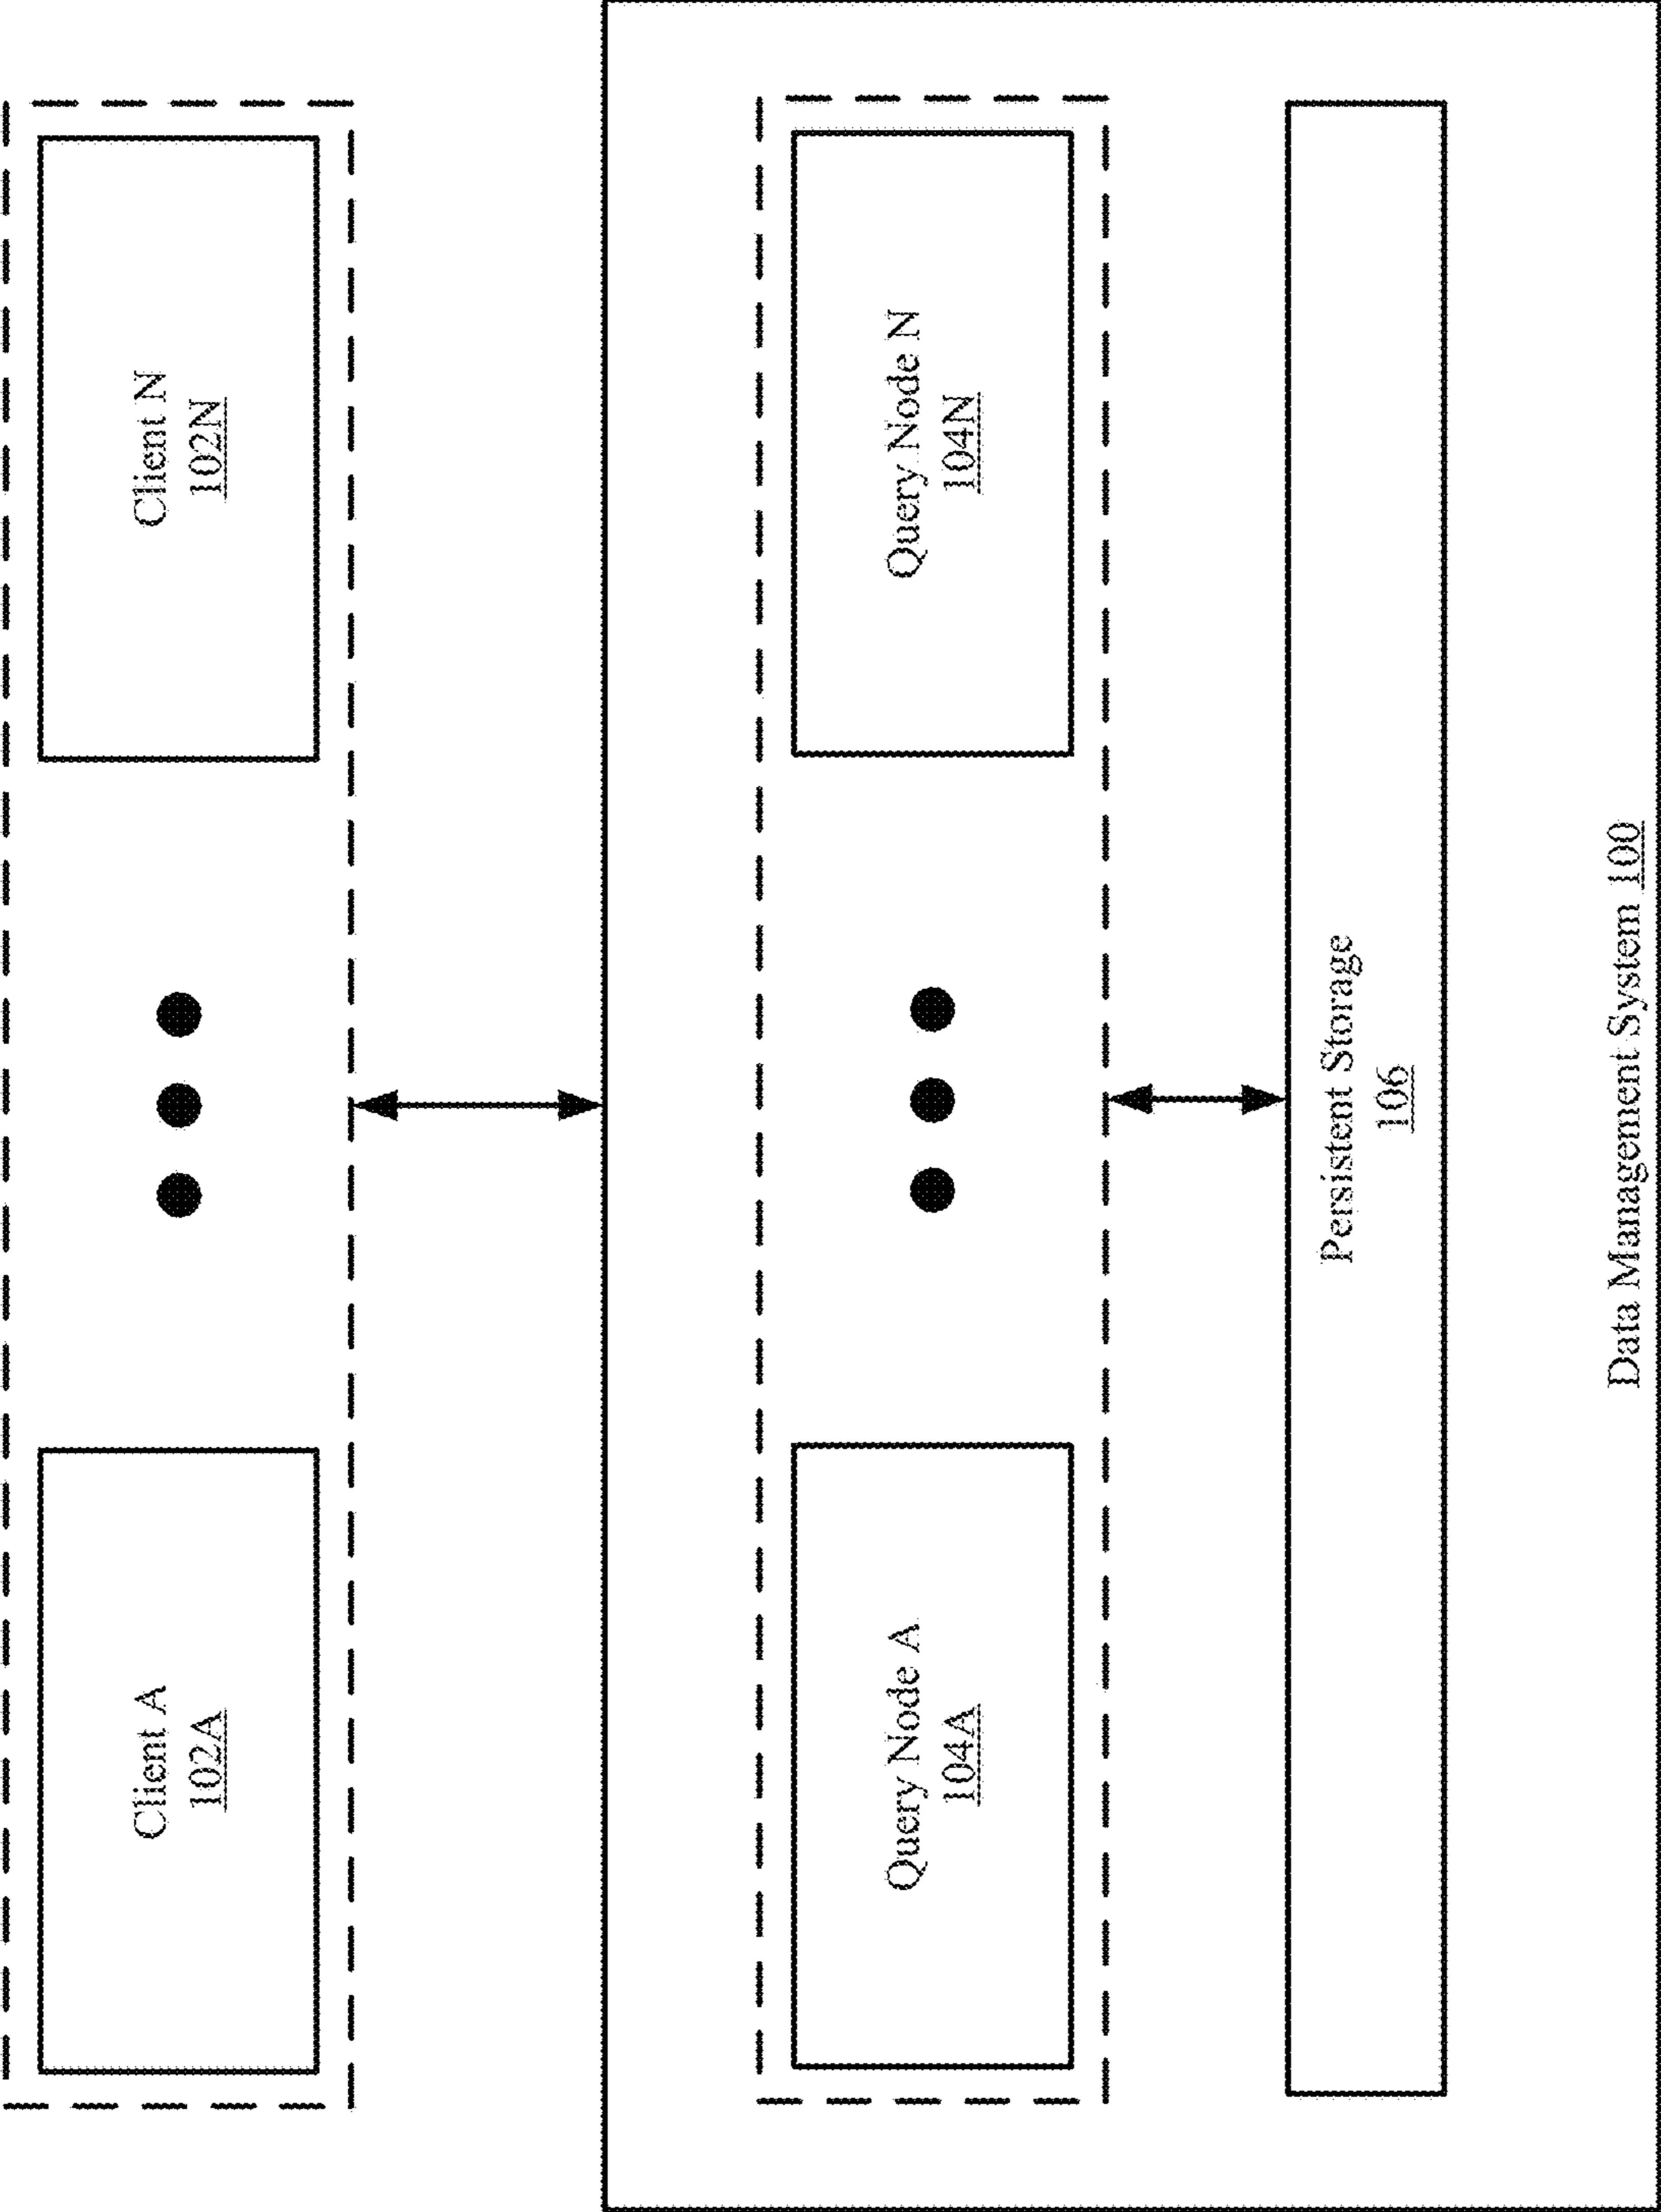 Client A
102A
Client N
102N
Query Node A
104A
Query Node N
104N
Persistent Storage
106
Data Management System 100